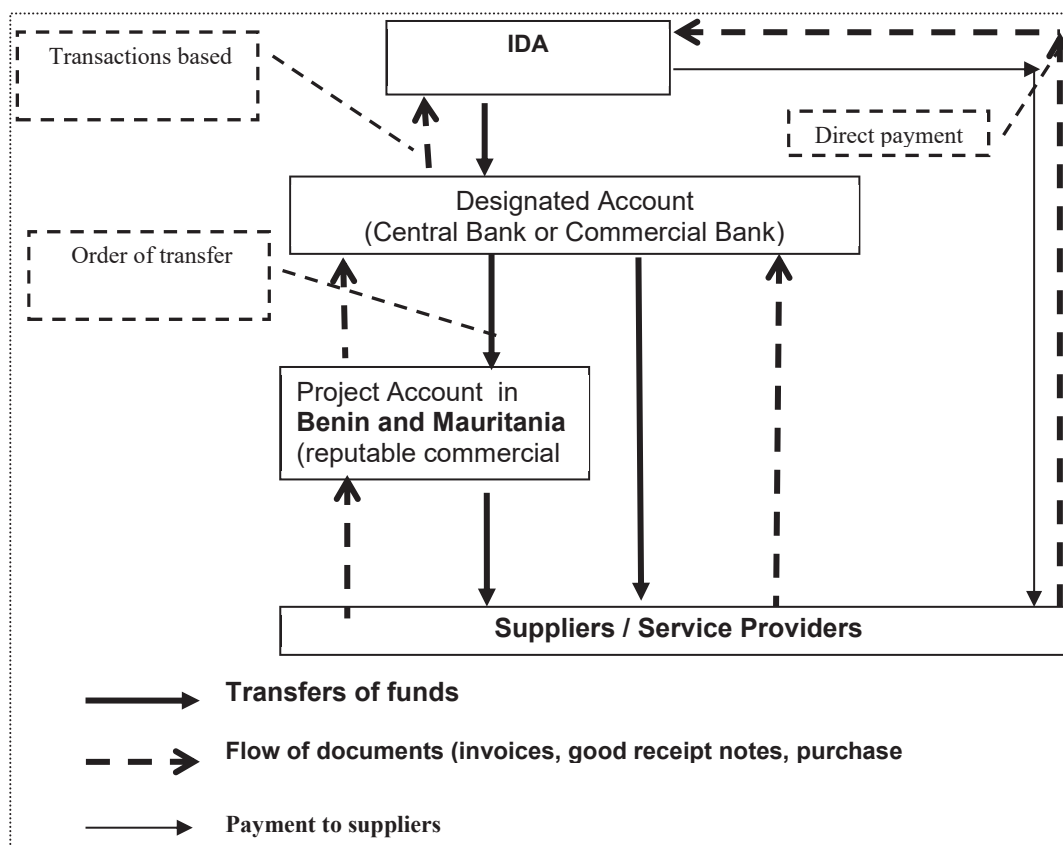 IDA
Transactions based
Direct payment
Designated Account
(Central Bank or Commercial Bank)
Order of transfer
Project Account in
Benin and Mauritania
(reputable commercial
Suppliers / Service Providers
Transfers of funds
Flow of documents (invoices, good receipt notes, purchase
Payment to suppliers